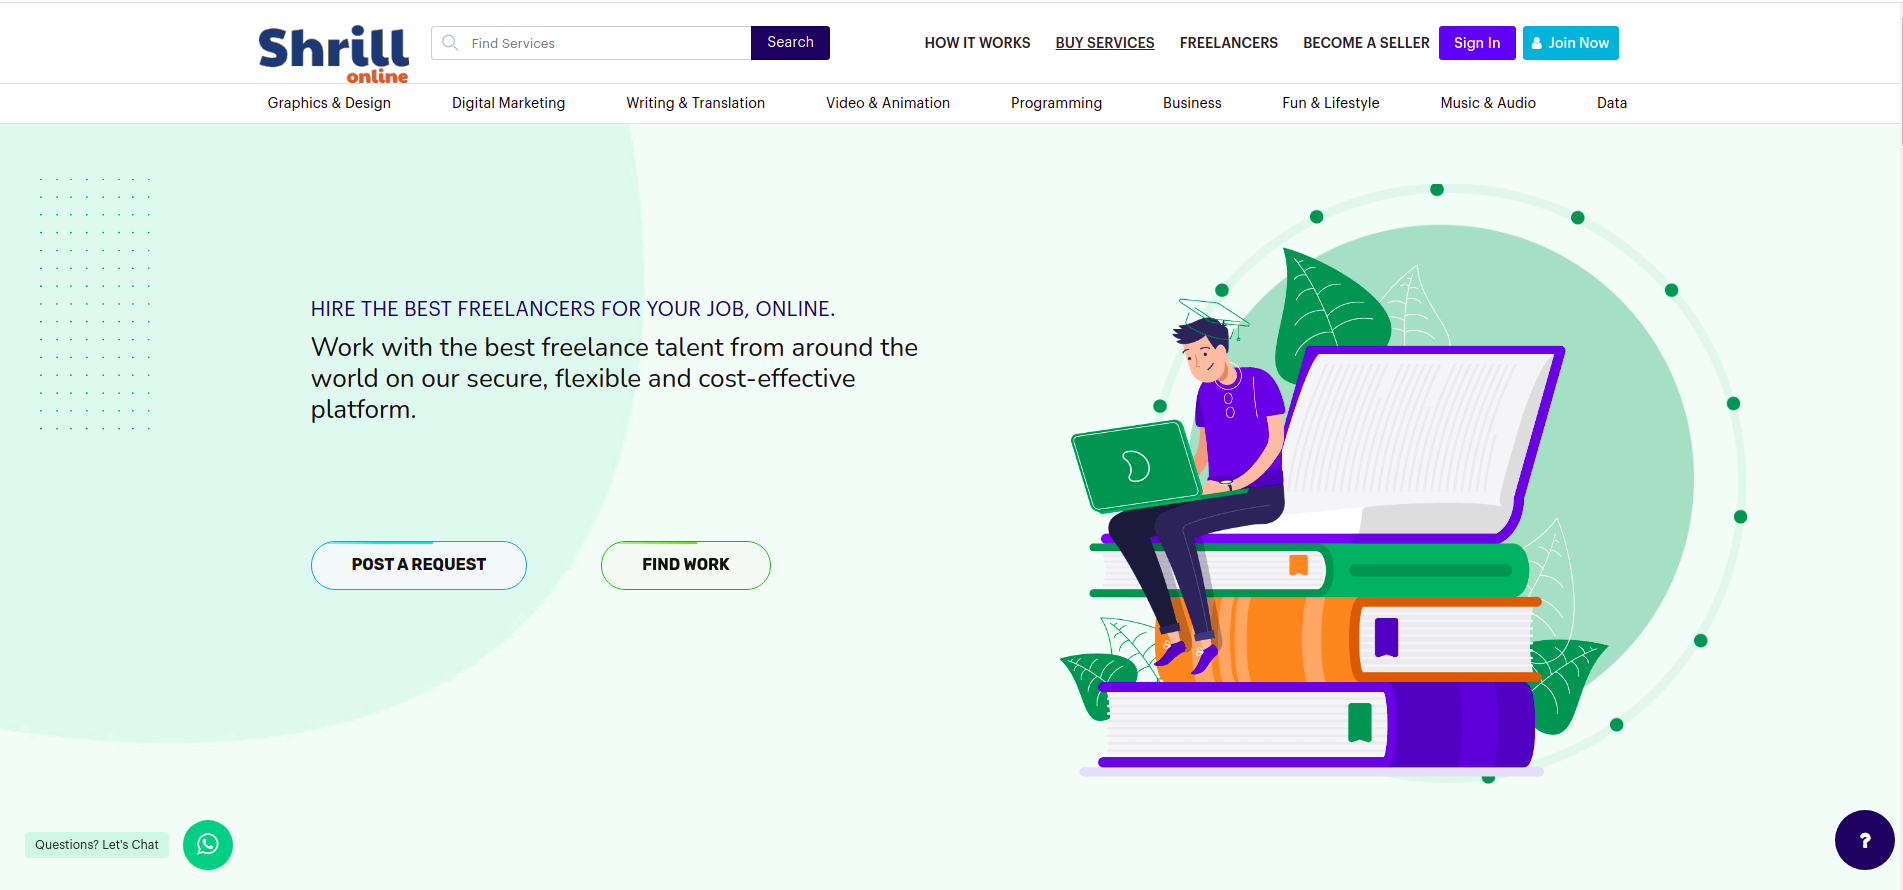 Shrill
online
Find Services
Search
HOW IT WORKS
BUY SERVICES
FREELANCERS
BECOME A SELLER
Sign In
Join Now
Graphics & Design
Digital Marketing
Writing & Translation
Video & Animation
Programming
Business
Fun & Lifestyle
Music & Audio
Data
HIRE THE BEST FREELANCERS FOR YOUR JOB, ONLINE.
Work with the best freelance talent from around the
world on our secure, flexible and cost-effective
platform.
POST A REQUEST
FIND WORK
Questions? Let's Chat
?